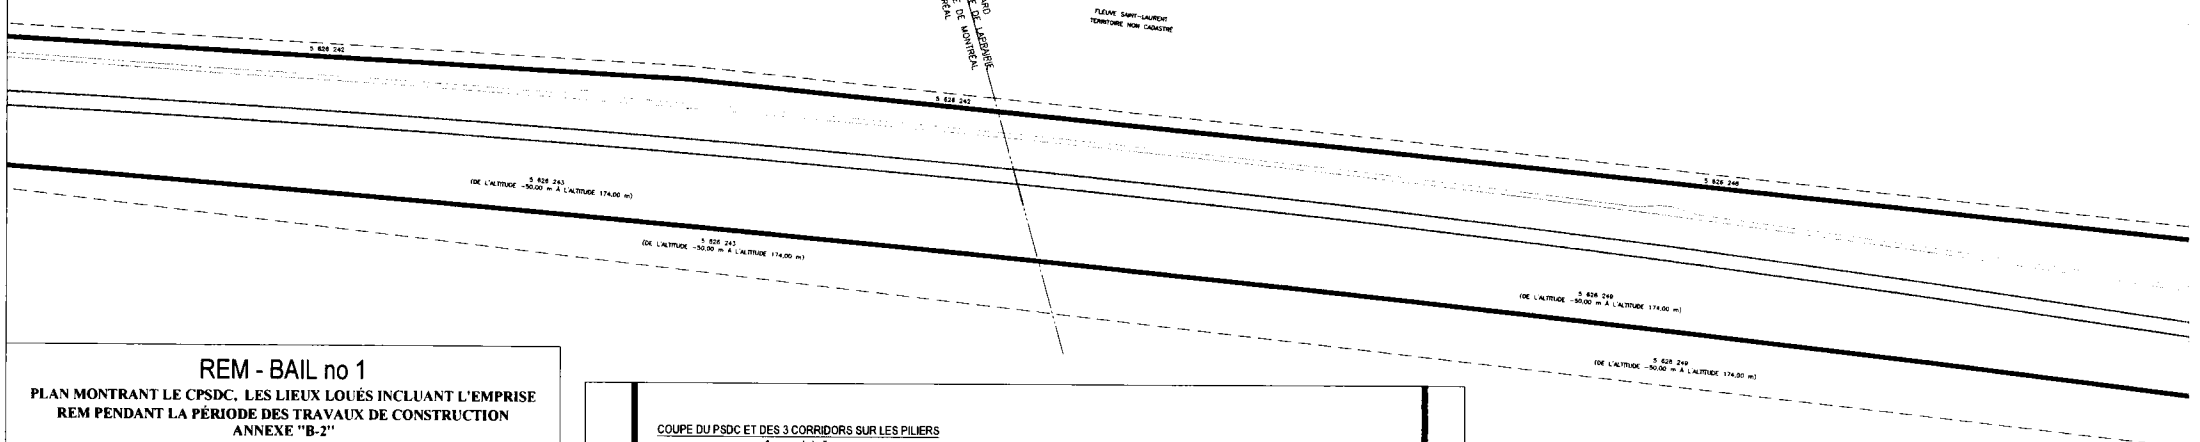 FLEUVE SAINT-LAURENT
TERRITOIRE NON CADASTRÉ
DE LAPRAIRIE
DE MONTRÉAL
5 626 242
5 626 242
5 626 248
5 626 243
(DE L'ALTITUDE -50,00 m À L'ALTITUDE 174,00 m)
5 626 243
(DE L'ALTITUDE -50,00 m À L'ALTITUDE 174,00 m)
5 626 249
(DE L'ALTITUDE -50,00 m À L'ALTITUDE 174,00 m)
5 626 249
(DE L'ALTITUDE -50,00 m À L'ALTITUDE 174,00 m)
REM - BAIL no 1
PLAN MONTRANT LE CPSDC, LES LIEUX LOUÉS INCLUANT L'EMPRISE
REM PENDANT LA PÉRIODE DES TRAVAUX DE CONSTRUCTION
ANNEXE "B-2"
COUPE DU PSDC ET DES 3 CORRIDORS SUR LES PILIERS